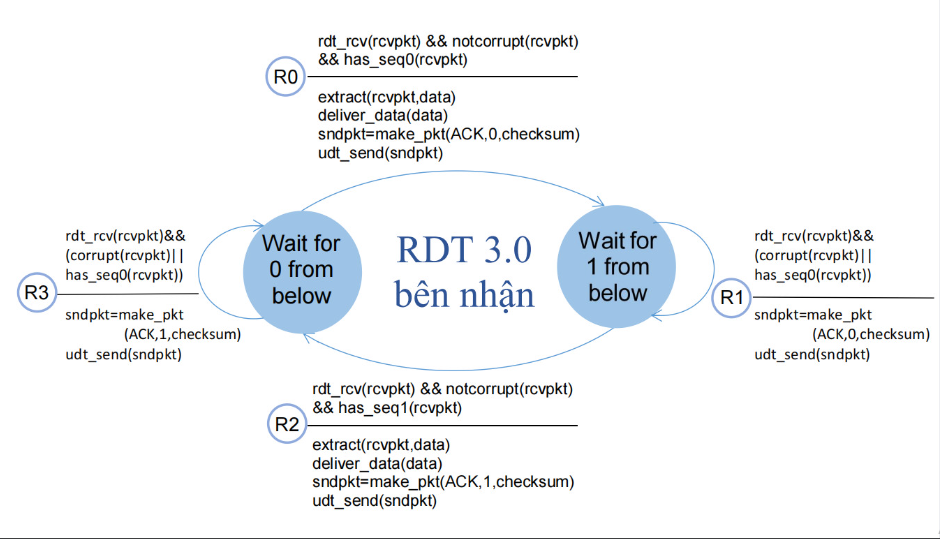 rdt_rcv(rcvpkt) && notcorrupt(rcvpkt)
&& has_seq0(rcvpkt)
R0
extract(rcvpkt,data)
deliver_data(data)
sndpkt=make_pkt(ACK,0,checksum)
udt_send(sndpkt)
rdt_rcv(rcvpkt)&&
(corrupt(rcvpkt)||
has_seq0(rcvpkt))
R3
sndpkt=make_pkt
(ACK,1,checksum)
udt_send(sndpkt)
Wait for
0 from
below
RDT 3.0
bên nhận
Wait for
1 from
below
rdt_rcv(rcvpkt)&&
(corrupt(rcvpkt)||
has_seq0(rcvpkt))
R1
sndpkt=make_pkt
(ACK,0,checksum)
udt_send(sndpkt)
rdt_rcv(rcvpkt) && notcorrupt(rcvpkt)
&& has_seq1(rcvpkt)
R2
extract(rcvpkt,data)
deliver_data(data)
sndpkt=make_pkt(ACK,1,checksum)
udt_send(sndpkt)